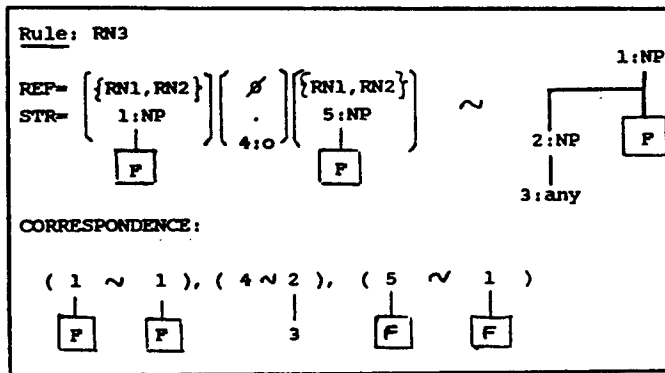 Rule: RN3
1:NP
REF= {RN1,RN2} ∅ {RN1,RN2} ~
STR= 1:NP . 5:NP
4:o 2:NP F
F F
3:any
CORRESPONDENCE:
( 1 ~ 1 ), ( 4 ~ 2 ), ( 5 ~ 1 )
F F 3 F F